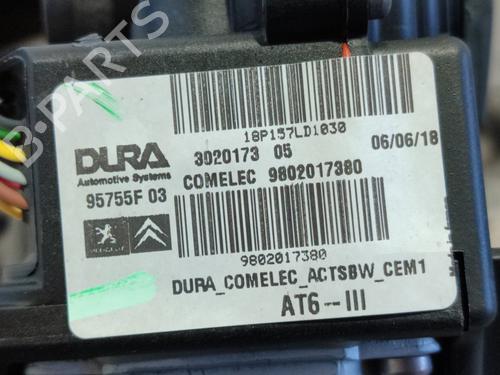 18P157LD1030
DURA
Automotive Systems
3020173 05
06/06/18
95755F 03
COMELEC 9802017380
9802017380
DURA_COMELEC_ACTSBW_CEM1
AT6-III
B-PARTS